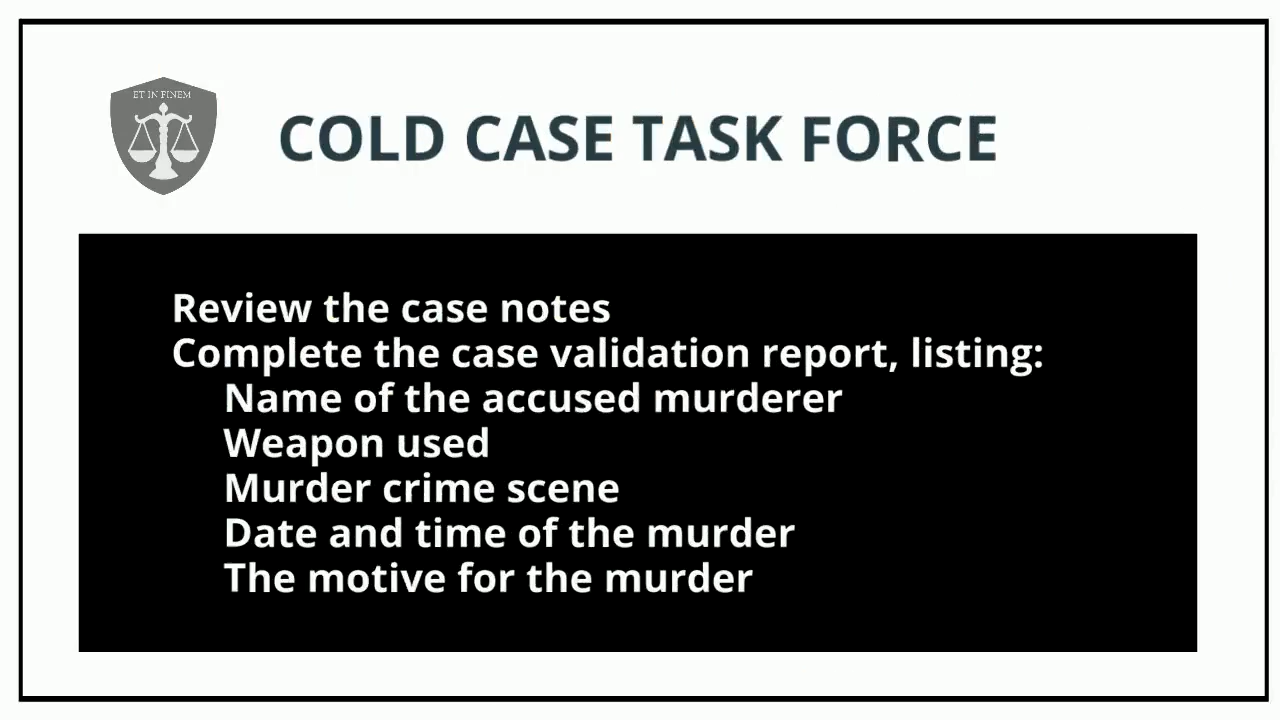 ET IN FINEM
COLD CASE TASK FORCE
Review the case notes
Complete the case validation report, listing:
Name of the accused murderer
Weapon used
Murder crime scene
Date and time of the murder
The motive for the murder